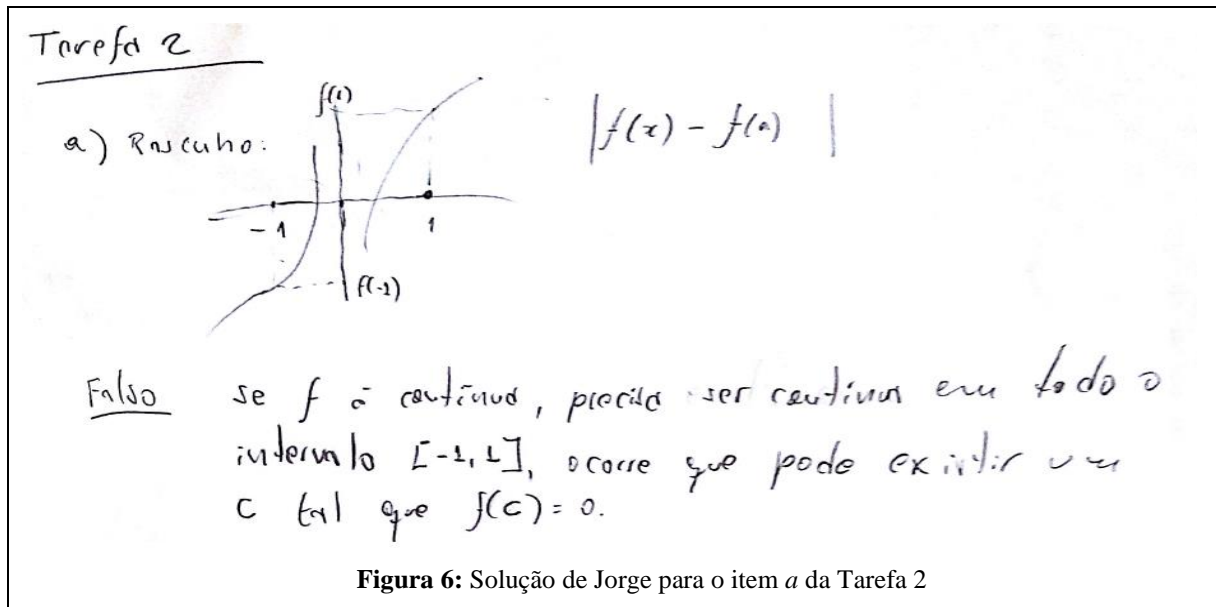 Tarefa 2
a) Rascunho:
f(1)
|f(x) - f(a) |
-1
1
f(-1)
Falso se f é contínua, precisa ser contínua em todo o
intervalo [-1, 1], ocorre que pode existir um
c tal que f(c) = 0.
Figura 6: Solução de Jorge para o item a da Tarefa 2